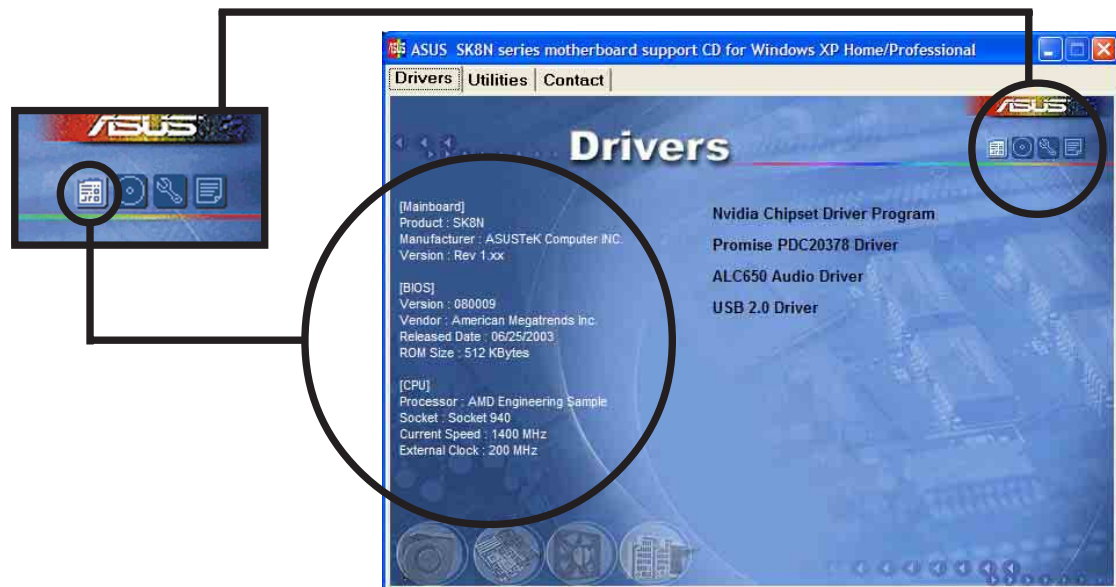 ASUS SK8N series motherboard support CD for Windows XP Home/Professional
Drivers Utilities Contact
ASUS
ASUS
Drivers
[Mainboard]
Product : SK8N
Manufacturer : ASUSTeK Computer INC.
Version : Rev 1.xx
[BIOS]
Version : 080009
Vendor : American Megatrends Inc.
Released Date : 06/25/2003
ROM Size : 512 KBytes
[CPU]
Processor : AMD Engineering Sample
Socket : Socket 940
Current Speed : 1400 MHz
External Clock : 200 MHz
Nvidia Chipset Driver Program
Promise PDC20378 Driver
ALC650 Audio Driver
USB 2.0 Driver